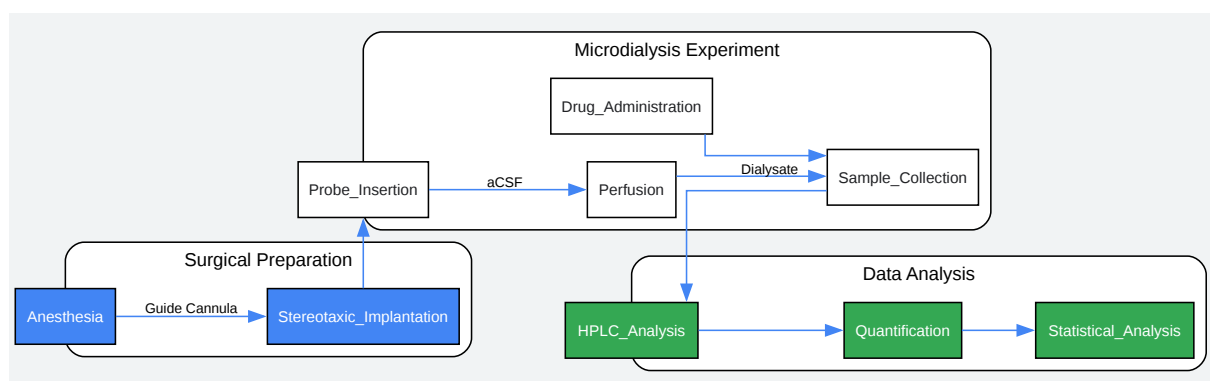 Microdialysis Experiment
Drug_Administration
Probe_Insertion
aCSF
Perfusion
Dialysate
Sample_Collection
Surgical Preparation
Anesthesia
Guide Cannula
Stereotaxic_Implantation
Data Analysis
HPLC_Analysis
Quantification
Statistical_Analysis